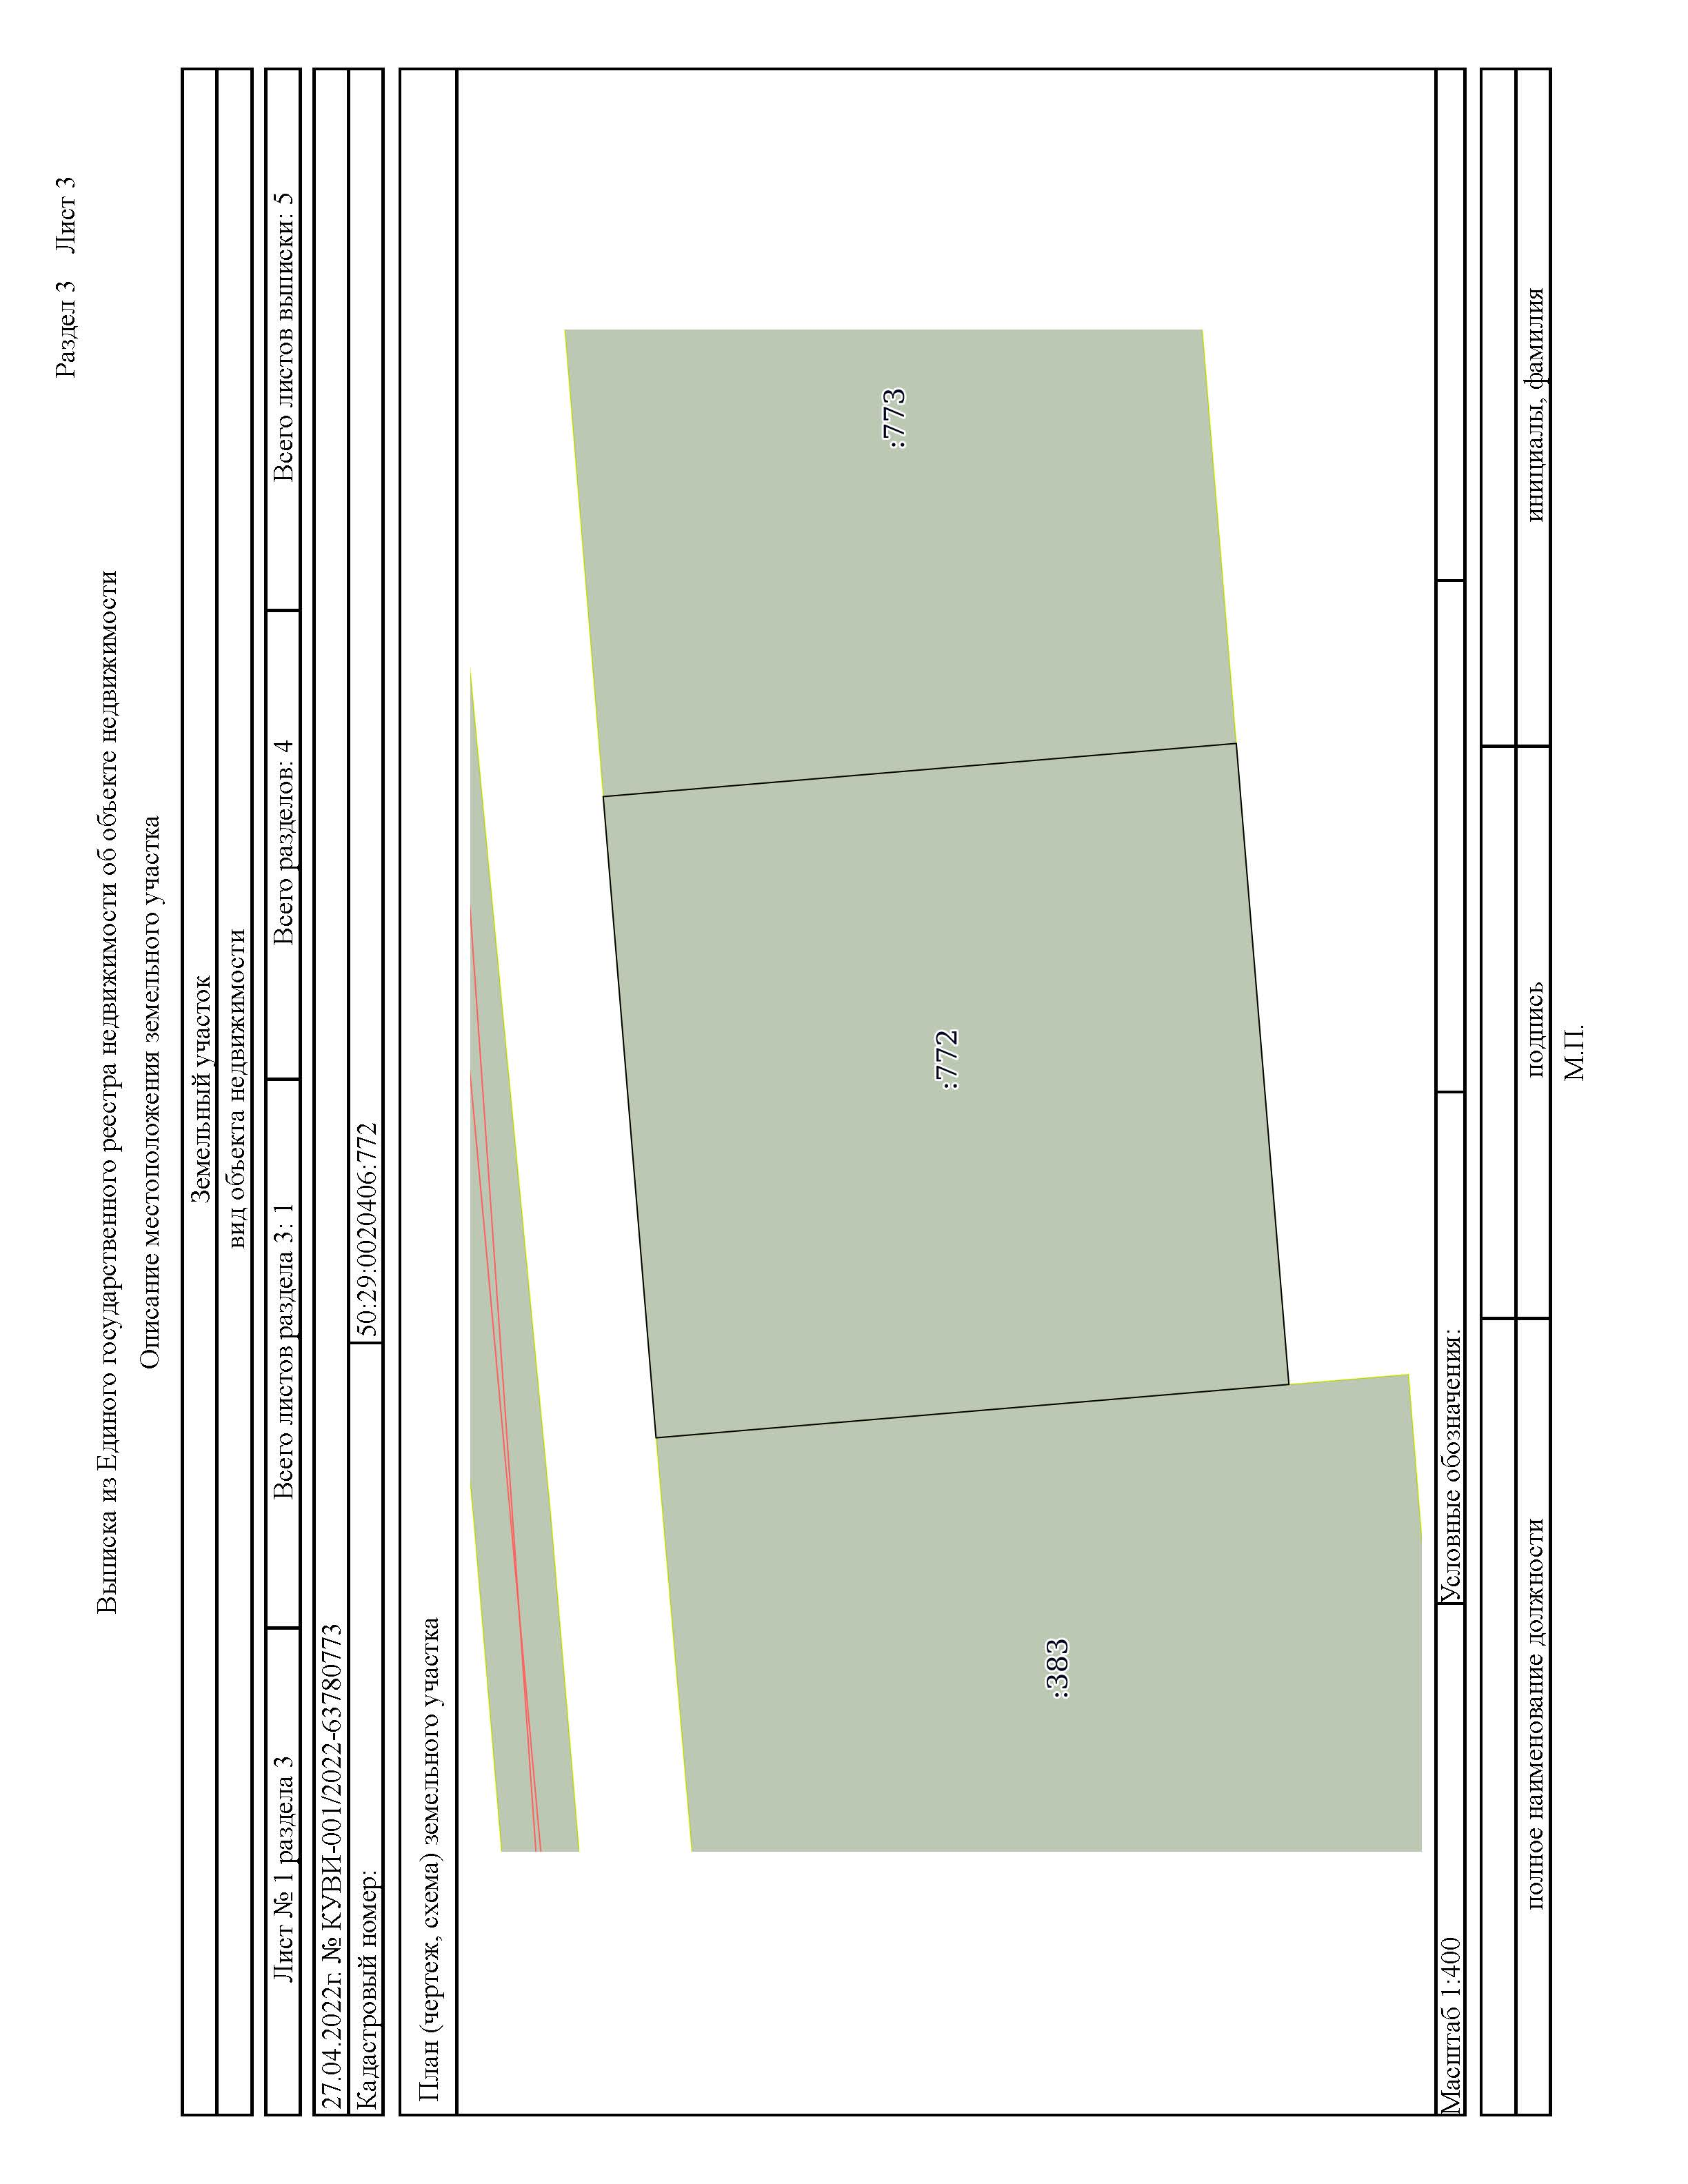 Раздел 3 Лист 3
Выписка из Единого государственного реестра недвижимости об объекте недвижимости
Описание местоположения земельного участка
Земельный участок
вид объекта недвижимости
Лист № 1 раздела 3 Всего листов раздела 3: 1 Всего разделов: 4 Всего листов выписки: 5
27.04.2022г. № КУВИ-001/2022-63780773
Кадастровый номер: 50:29:0020406:772
План (чертеж, схема) земельного участка
:773
:772
:383
Масштаб 1:400 Условные обозначения:
полное наименование должности подпись инициалы, фамилия
М.П.